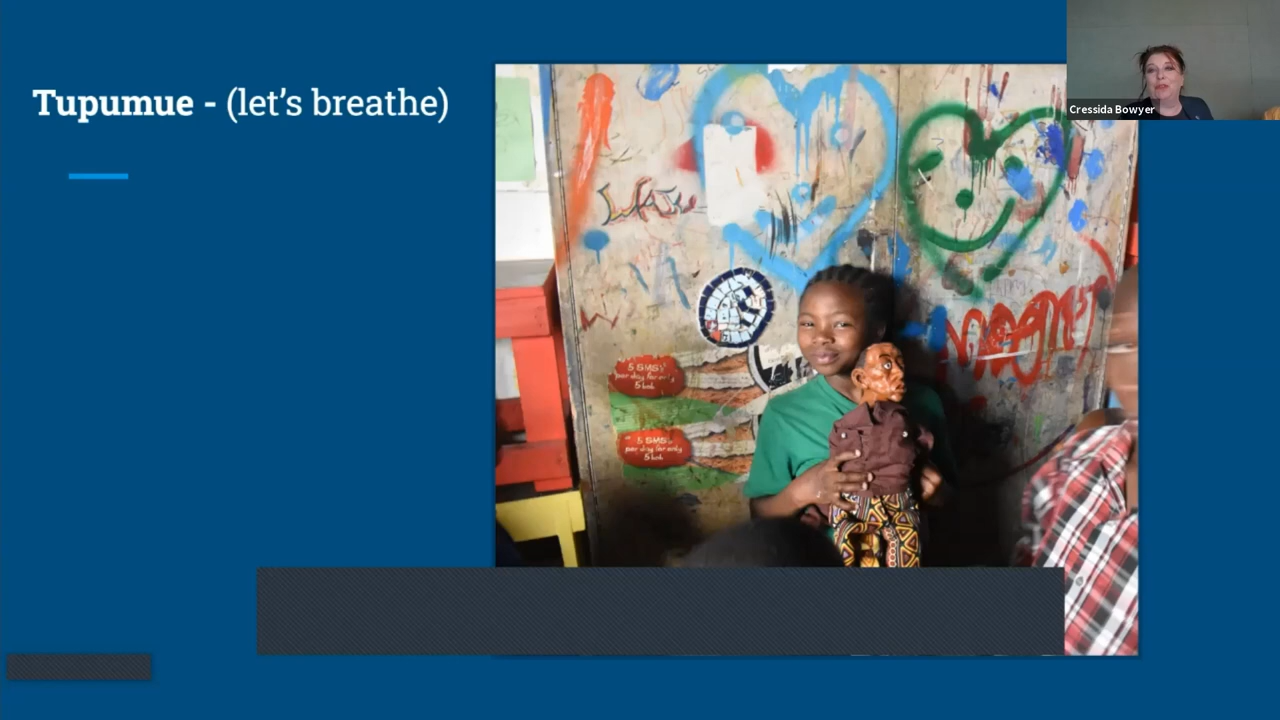 Tupumue - (let's breathe)
Cressida Bowyer
5 SMS'
per day for only
5 bob
5 SMS'
per day for only
5 bob